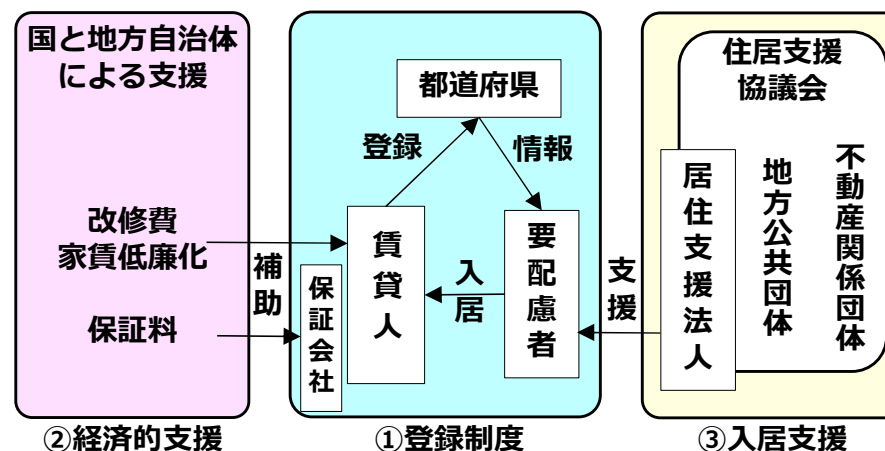 国と地方自治体
による支援
改修費
家賃低廉化
保証料
補助
②経済的支援
都道府県
登録
情報
賃貸人
保証会社
入居
要配慮者
①登録制度
支援
住居支援
協議会
居住支援法人
地方公共団体
不動産関係団体
③入居支援